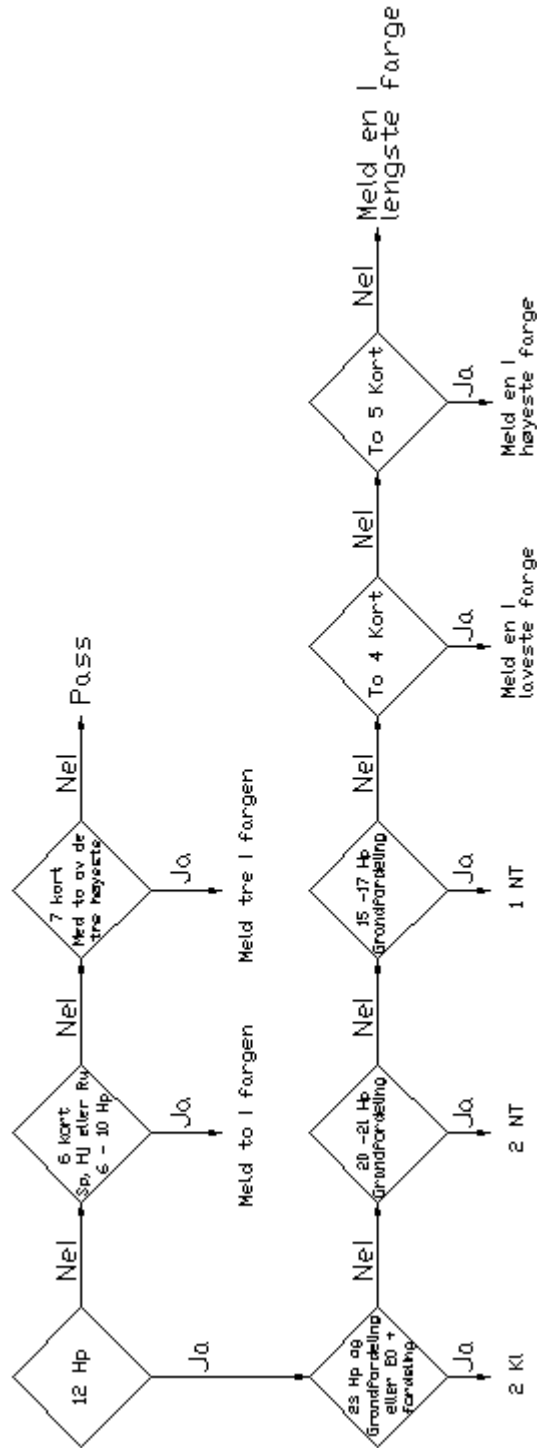 12 Hp
Nei
6 kort
Sp, Hj eller Ru
6 - 10 Hp
Nei
7 kort
Med to av de
tre høyeste
Nei
Pass
Ja
Ja
Meld to i fargen
Ja
Meld tre i fargen
23 Hp og
Grandfordeling
eller 20 +
fordeling
Nei
20 -21 Hp
Grandfordeling
Nei
15 -17 Hp
Grandfordeling
Nei
To 4 Kort
Nei
To 5 Kort
Nei
Meld en i
lengste farge
Ja
2 Kl
Ja
2 NT
Ja
1 NT
Ja
Meld en i
laveste farge
Ja
Meld en i
høyeste farge